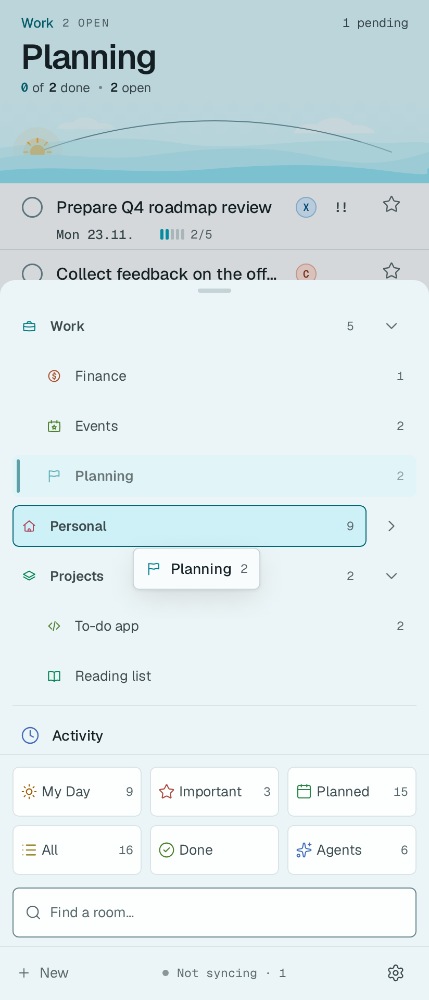 Work 2 OPEN 1 pending
Planning
0 of 2 done • 2 open
Prepare Q4 roadmap review X !!
Mon 23.11. 2/5
Collect feedback on the off… C
Work 5
Finance 1
Events 2
Planning 2
Personal 9
Planning 2
Projects 2
To-do app 2
Reading list
Activity
My Day 9 Important 3 Planned 15
All 16 Done Agents 6
Find a room…
+ New Not syncing · 1